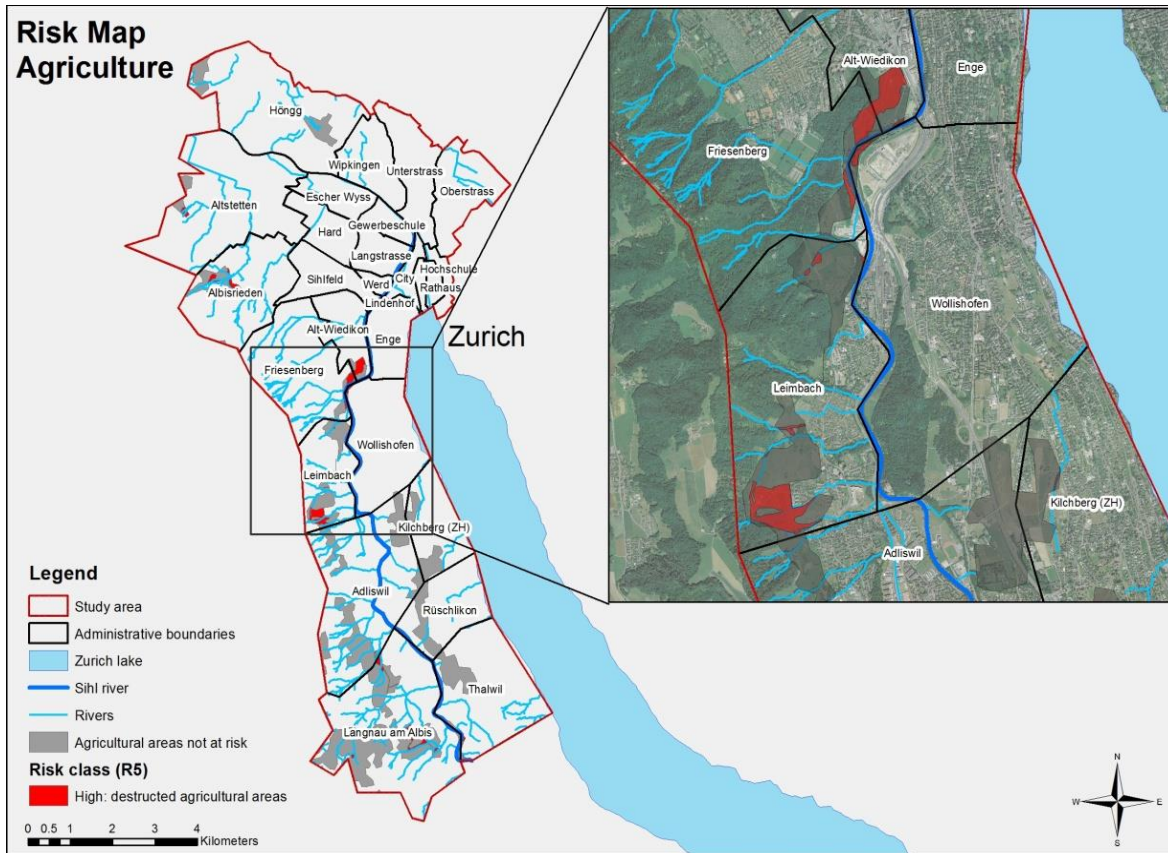 Risk Map
Agriculture
Höngg
Wipkingen
Unterstrass
Oberstrass
Escher Wyss
Altstetten
Hard
Gewerbeschule
Langstrasse
Hochschule
City
Sihlfeld
Werd
Rathaus
Albisrieden
Lindenhof
Alt-Wiedikon
Enge
Zurich
Friesenberg
Wollishofen
Leimbach
Kilchberg (ZH)
Adliswil
Rüschlikon
Thalwil
Langnau am Albis
Alt-Wiedikon
Enge
Friesenberg
Wollishofen
Leimbach
Kilchberg (ZH)
Adliswil
Legend
Study area
Administrative boundaries
Zurich lake
Sihl river
Rivers
Agricultural areas not at risk
Risk class (R5)
High: destructed agricultural areas
0 0.5 1 2 3 4
Kilometers
N
W E
S